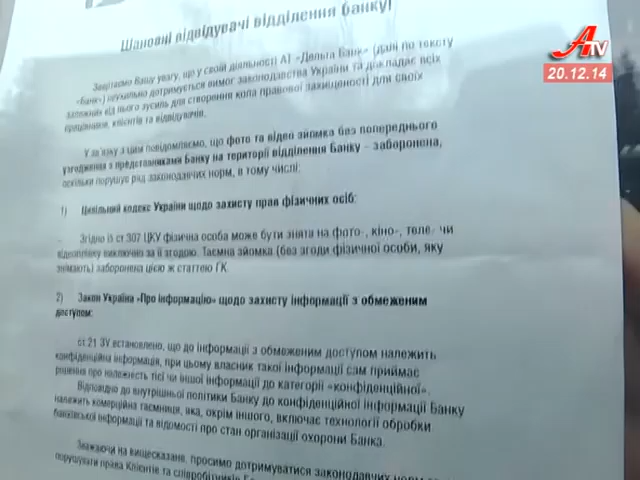 Шановні відвідувачі відділення банку!
Звертаємо Вашу увагу, що у своїй діяльності АТ «Дельта Банк» (далі по тексту
«Банк») неухильно дотримується вимог законодавства України та докладає всіх
залежних від нього зусиль для створення кола правової захищеності для своїх
працівників, клієнтів та відвідувачів.
У зв'язку з цим повідомляємо, що фото та відео зйомка без попереднього
узгодження з представниками Банку на території відділення Банку – заборонена,
оскільки порушує ряд законодавчих норм, в тому числі:
1) Цивільний кодекс України щодо захисту прав фізичних осіб:
- Згідно із ст.307 ЦКУ фізична особа може бути знята на фото-, кіно-, теле- чи
відеоплівку виключно за її згодою. Таємна зйомка (без згоди фізичної особи, яку
знімають) заборонена цією ж статтею ГК.
2) Закон Україна «Про інформацію» щодо захисту інформації з обмеженим
доступом:
ст.21 ЗУ встановлено, що до інформації з обмеженим доступом належить
конфіденційна інформація, при цьому власник такої інформації сам приймає
рішення про належність тієї чи іншої інформації до категорії «конфіденційної».
Відповідно до внутрішньої політики Банку до конфіденційної інформації Банку
належить комерційна таємниця, яка, окрім іншого, включає технології обробки
банківської інформації та відомості про стан організації охорони Банка.
Зважаючи на вищесказане, просимо дотримуватися законодавчих норм
порушувати права Клієнтів та співробітників
ATV
20.12.14